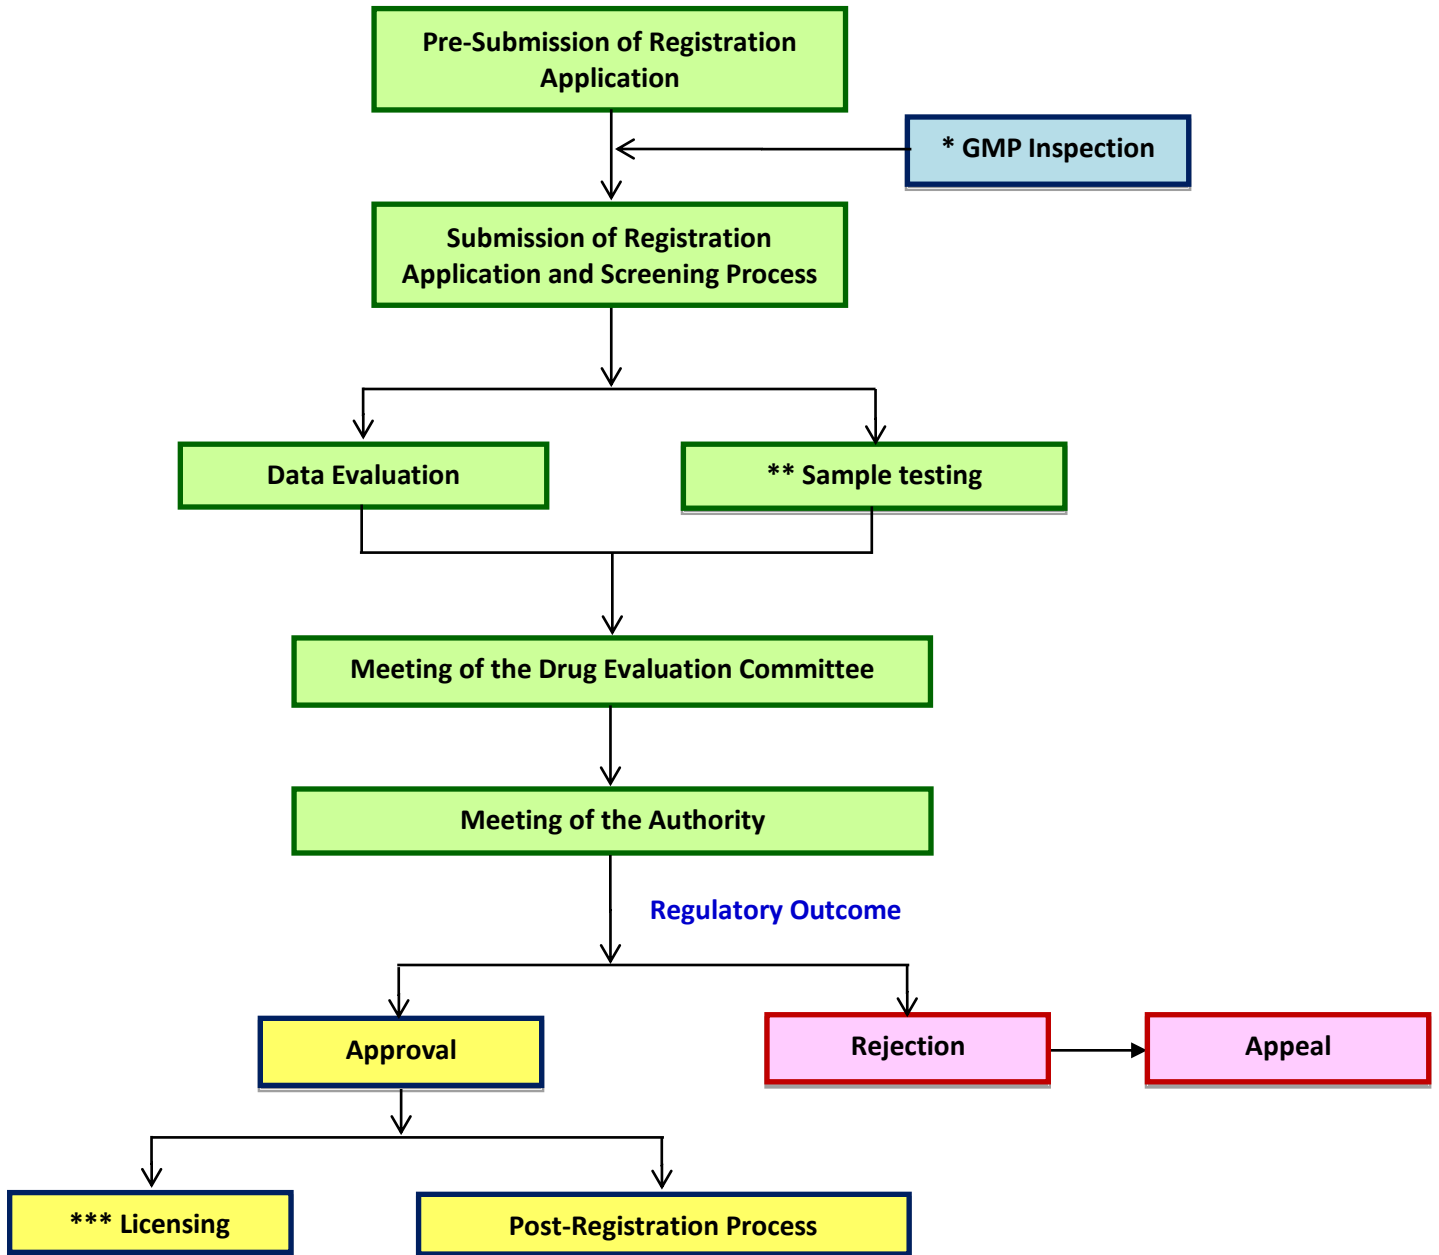 Pre-Submission of Registration
Application
* GMP Inspection
Submission of Registration
Application and Screening Process
Data Evaluation
** Sample testing
Meeting of the Drug Evaluation Committee
Meeting of the Authority
Regulatory Outcome
Approval
Rejection
Appeal
*** Licensing
Post-Registration Process